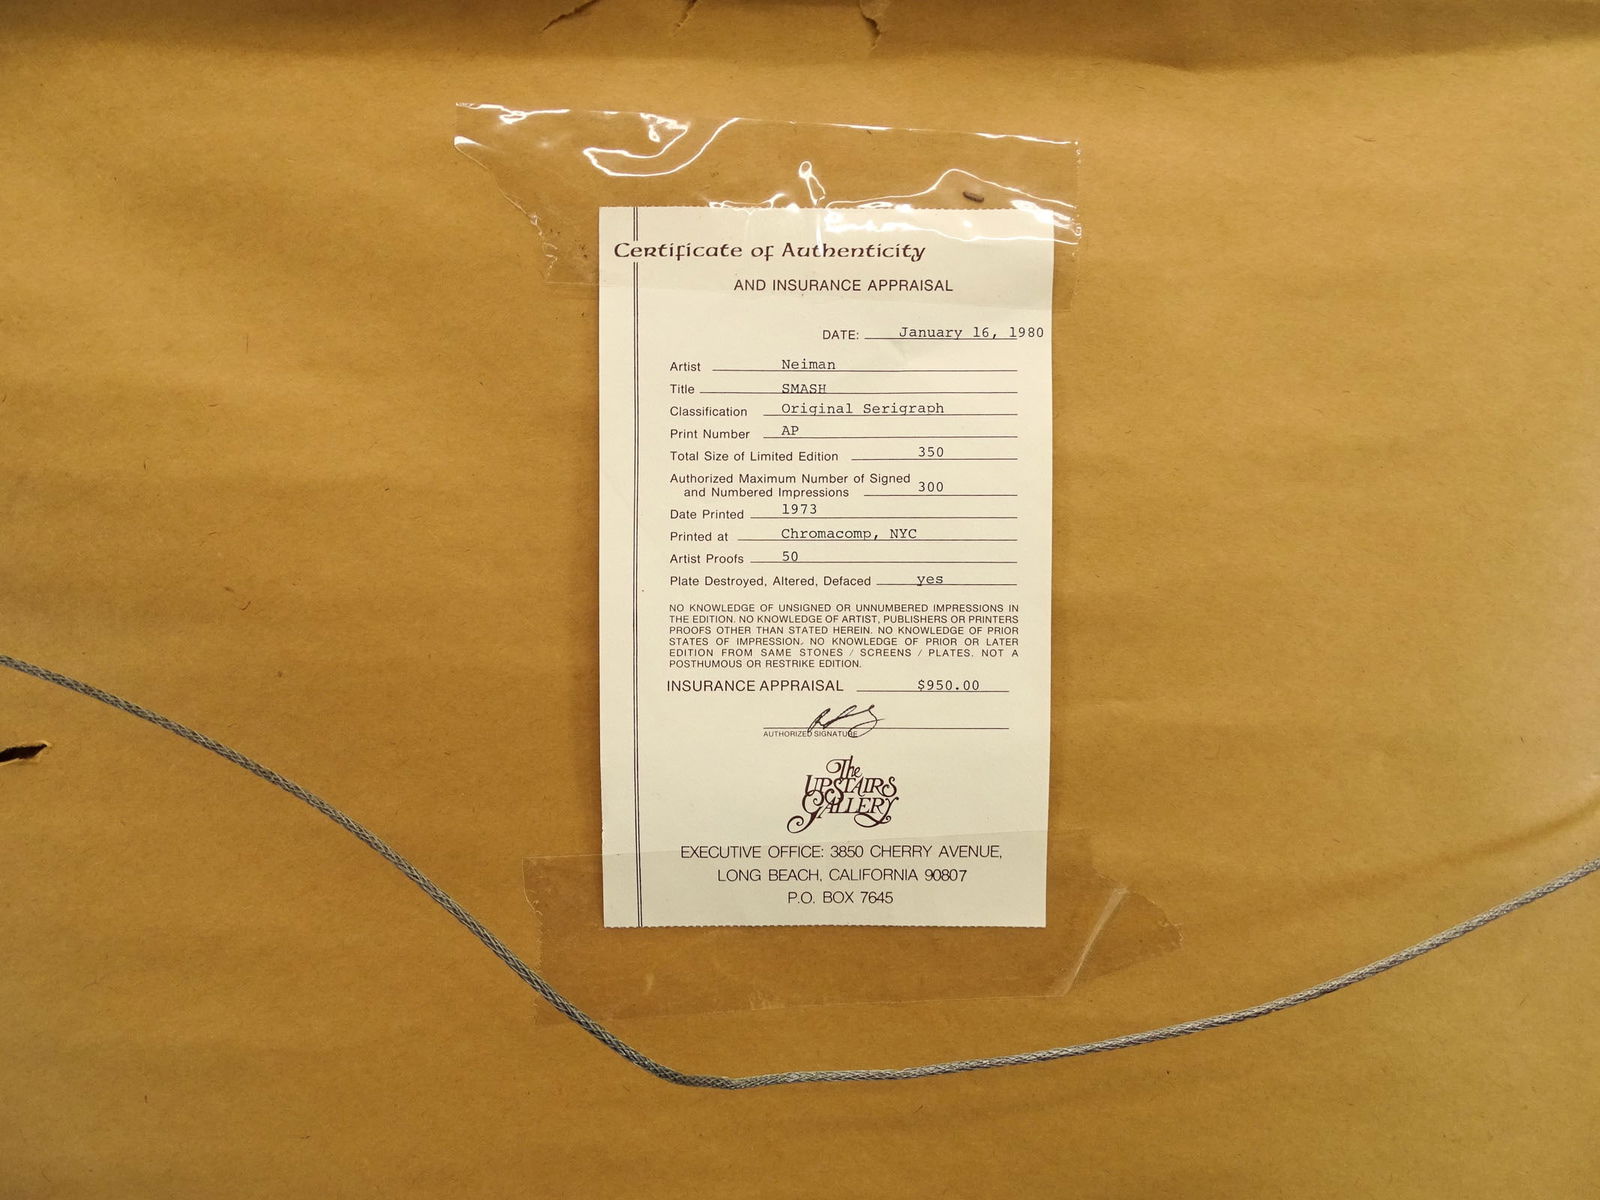 Certificate of Authenticity
AND INSURANCE APPRAISAL
DATE: January 16, 1980
Artist Neiman
Title SMASH
Classification Original Serigraph
Print Number AP
Total Size of Limited Edition 350
Authorized Maximum Number of Signed
and Numbered Impressions 300
Date Printed 1973
Printed at Chromacomp, NYC
Artist Proofs 50
Plate Destroyed, Altered, Defaced yes
NO KNOWLEDGE OF UNSIGNED OR UNNUMBERED IMPRESSIONS IN
THE EDITION. NO KNOWLEDGE OF ARTIST, PUBLISHERS OR PRINTERS
PROOFS OTHER THAN STATED HEREIN. NO KNOWLEDGE OF PRIOR
STATES OF IMPRESSION. NO KNOWLEDGE OF PRIOR OR LATER
EDITION FROM SAME STONES / SCREENS / PLATES. NOT A
POSTHUMOUS OR RESTRIKE EDITION.
INSURANCE APPRAISAL $950.00
AUTHORIZED SIGNATURE
The
UPSTAIRS
GALLERY
EXECUTIVE OFFICE: 3850 CHERRY AVENUE,
LONG BEACH, CALIFORNIA 90807
P.O. BOX 7645